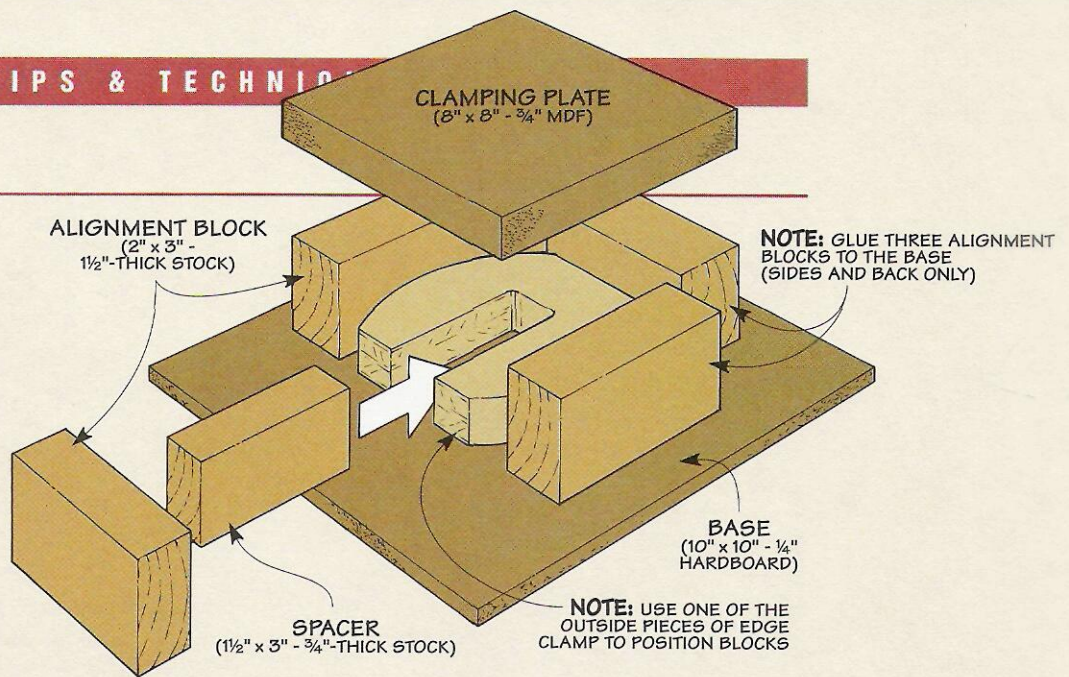 IPS & TECHNI
CLAMPING PLATE
(8" x 8" - ¾" MDF)
ALIGNMENT BLOCK
(2" x 3" -
1½"-THICK STOCK)
NOTE: GLUE THREE ALIGNMENT
BLOCKS TO THE BASE
(SIDES AND BACK ONLY)
BASE
(10" x 10" - ¼"
HARDBOARD)
SPACER
(1½" x 3" - ¾"-THICK STOCK)
NOTE: USE ONE OF THE
OUTSIDE PIECES OF EDGE
CLAMP TO POSITION BLOCKS